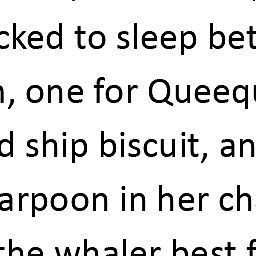 cked to sleep bet
, one for Queequ
d ship biscuit, an
arpoon in her cha
the whaler best f